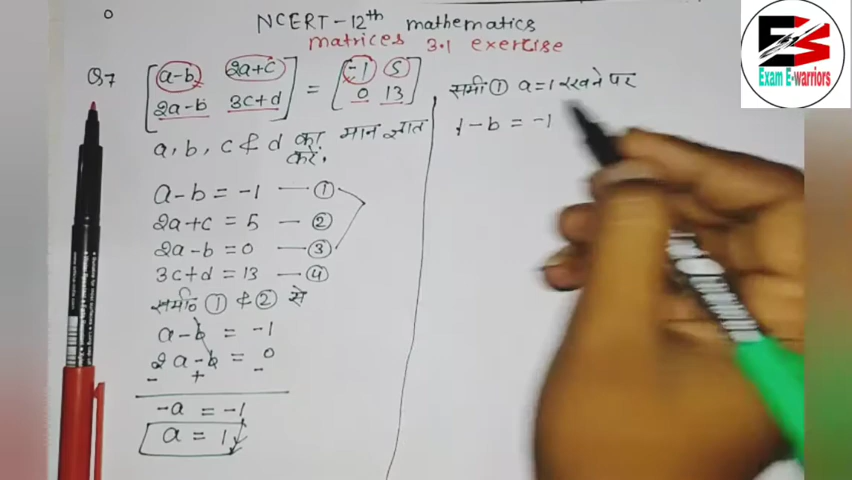 NCERT-12th mathematics
matrices 3.1 exercise
Exam E-warriors
Q7 [a-b 2a+c 2a-b 3c+d] = [-1 5 0 13]
a, b, c & d का मान ज्ञात
करें.
a-b = -1 — ①
2a+c = 5 — ②
2a-b = 0 — ③
3c+d = 13 — ④
समी० ① & ② से
a-b = -1
2a-b = 0
- + -
-a = -1
a = 1
समी ① a=1 रखने पर
1-b = -1